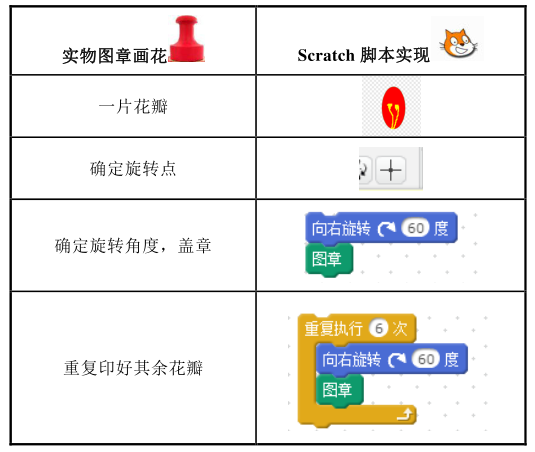 实物图章画花
Scratch 脚本实现
一片花瓣
确定旋转点
确定旋转角度，盖章
向右旋转 60 度
图章
重复印好其余花瓣
重复执行 6 次
向右旋转 60 度
图章